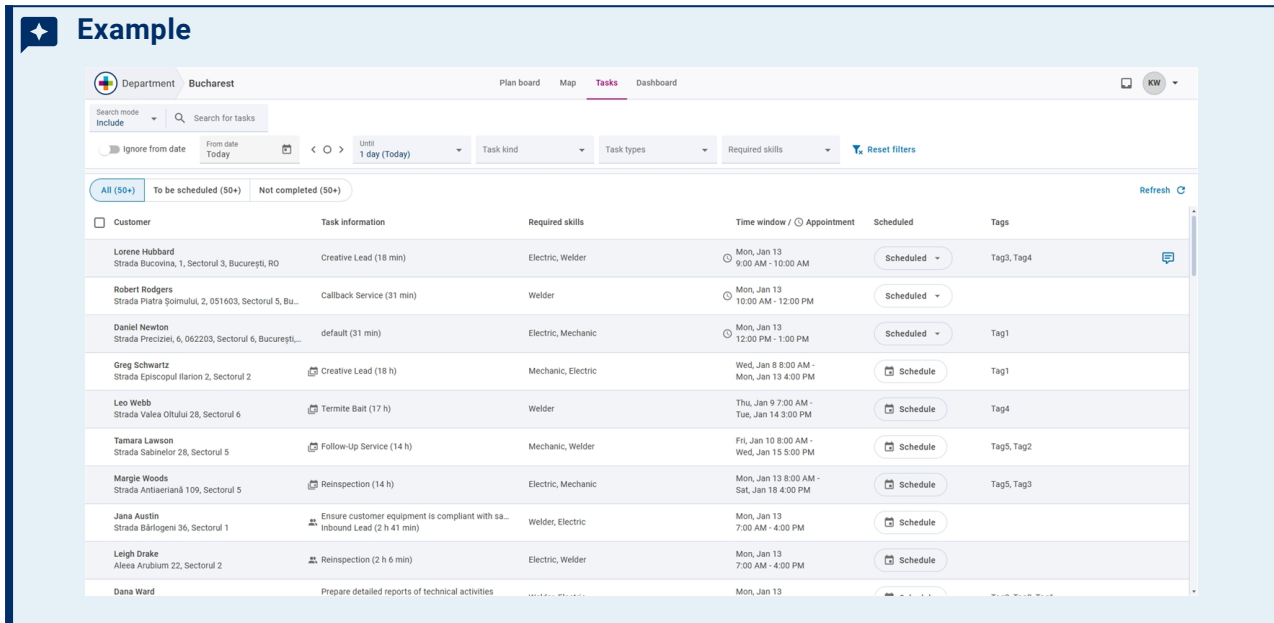 Example
Department Bucharest Plan board Map Tasks Dashboard KW
Search mode
Include Search for tasks
Ignore from date From date
Today Until
1 day (Today) Task kind Task types Required skills Reset filters
All (50+) To be scheduled (50+) Not completed (50+) Refresh
Customer Task information Required skills Time window / Appointment Scheduled Tags
Lorene Hubbard
Strada Bucovina, 1, Sectorul 3, București, RO
Creative Lead (18 min)
Electric, Welder
Mon, Jan 13
9:00 AM - 10:00 AM
Scheduled
Tag3, Tag4
Robert Rodgers
Strada Piatra Șoimului, 2, 051603, Sectorul 5, Bu...
Callback Service (31 min)
Welder
Mon, Jan 13
10:00 AM - 12:00 PM
Scheduled
Daniel Newton
Strada Preciziei, 6, 062203, Sectorul 6, București,...
default (31 min)
Electric, Mechanic
Mon, Jan 13
12:00 PM - 1:00 PM
Scheduled
Tag1
Greg Schwartz
Strada Episcopul Ilarion 2, Sectorul 2
Creative Lead (18 h)
Mechanic, Electric
Wed, Jan 8 8:00 AM -
Mon, Jan 13 4:00 PM
Schedule
Tag1
Leo Webb
Strada Valea Oltului 28, Sectorul 6
Termite Bait (17 h)
Welder
Thu, Jan 9 7:00 AM -
Tue, Jan 14 3:00 PM
Schedule
Tag4
Tamara Lawson
Strada Sabinelor 28, Sectorul 5
Follow-Up Service (14 h)
Mechanic, Welder
Fri, Jan 10 8:00 AM -
Wed, Jan 15 5:00 PM
Schedule
Tag5, Tag2
Margie Woods
Strada Antiaeriană 109, Sectorul 5
Reinspection (14 h)
Electric, Mechanic
Mon, Jan 13 8:00 AM -
Sat, Jan 18 4:00 PM
Schedule
Tag5, Tag3
Jana Austin
Strada Bârlogeni 36, Sectorul 1
Ensure customer equipment is compliant with sa...
Inbound Lead (2 h 41 min)
Welder, Electric
Mon, Jan 13
7:00 AM - 4:00 PM
Schedule
Leigh Drake
Aleea Arubium 22, Sectorul 2
Reinspection (2 h 6 min)
Electric, Welder
Mon, Jan 13
7:00 AM - 4:00 PM
Schedule
Dana Ward
Prepare detailed reports of technical activities
Mon, Jan 13